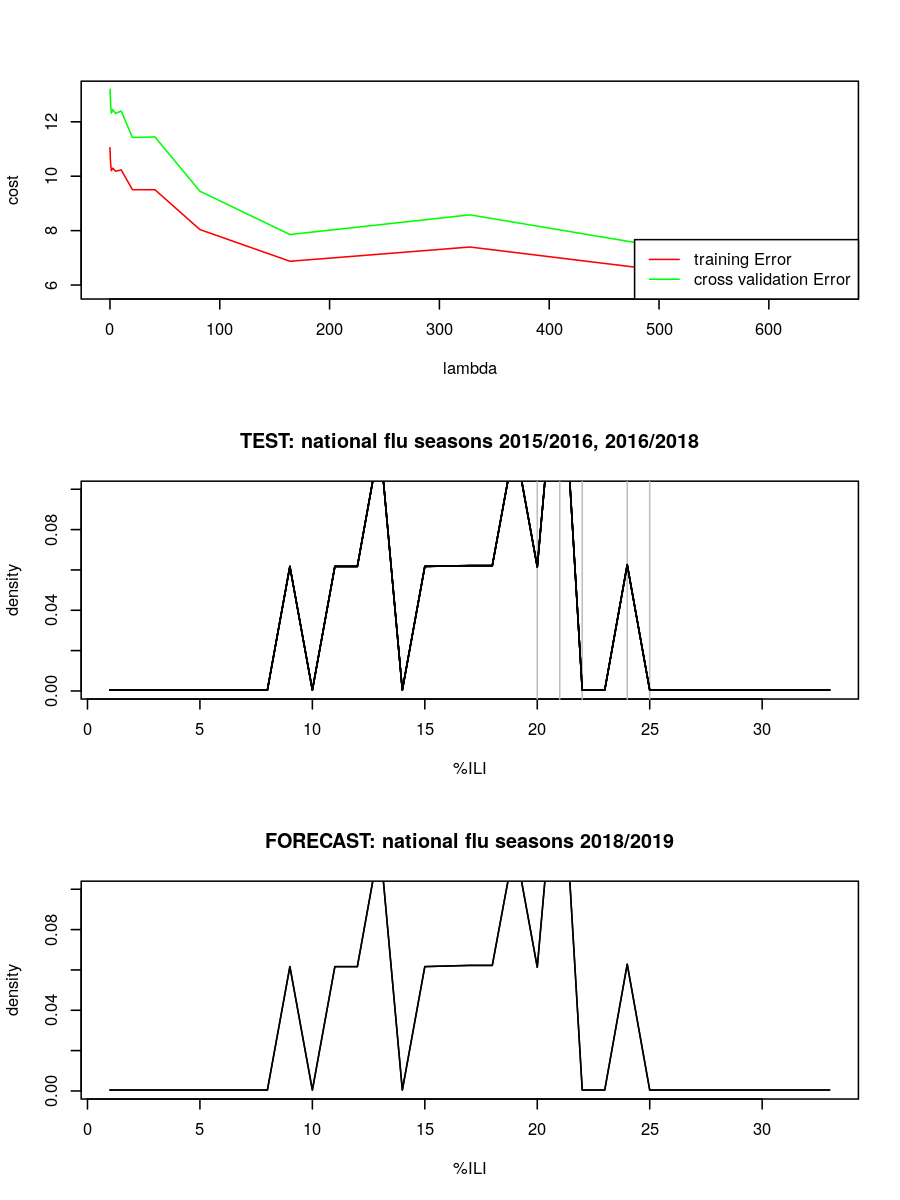 cost
12
10
8
6
training Error
cross validation Error
0 100 200 300 400 500 600
lambda
TEST: national flu seasons 2015/2016, 2016/2018
density
0.08
0.04
0.00
0 5 10 15 20 25 30
%ILI
FORECAST: national flu seasons 2018/2019
density
0.08
0.04
0.00
0 5 10 15 20 25 30
%ILI